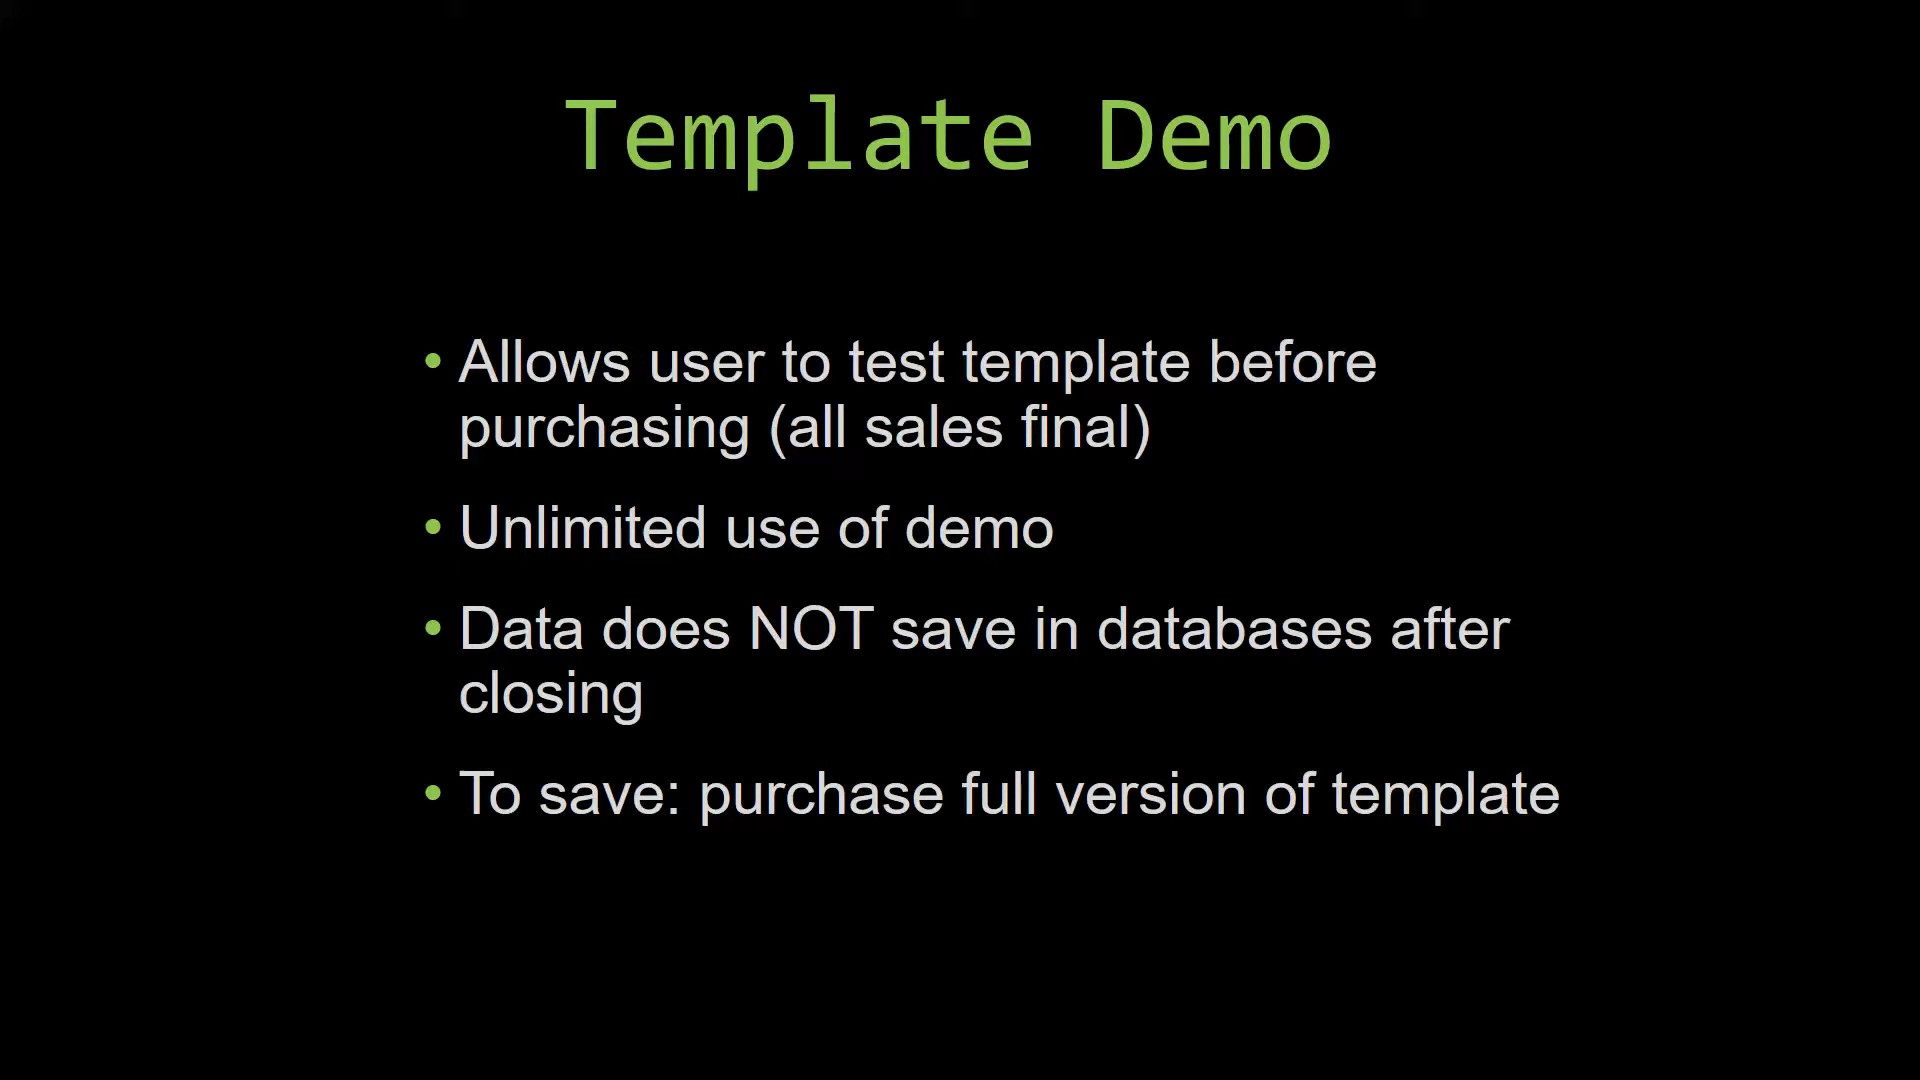 Template Demo
• Allows user to test template before
purchasing (all sales final)
• Unlimited use of demo
• Data does NOT save in databases after
closing
• To save: purchase full version of template